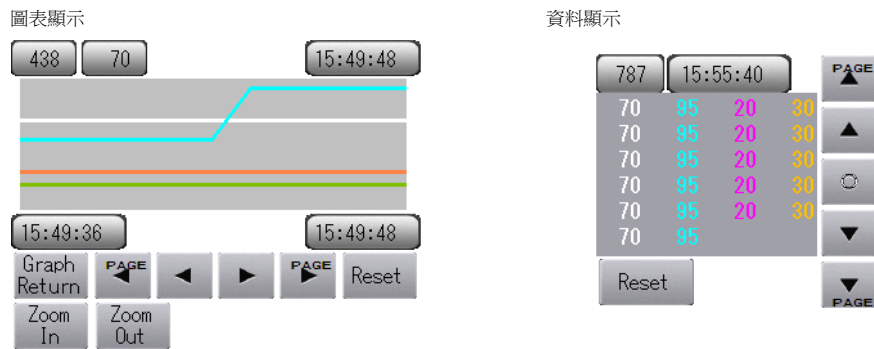 圖表顯示
438 70 15:49:48
15:49:36 15:49:48
Graph Return
PAGE
PAGE
Reset
Zoom In
Zoom Out
資料顯示
787 15:55:40
70 95 20 30
70 95 20 30
70 95 20 30
70 95 20 30
70 95 20 30
70 95
Reset
PAGE
PAGE